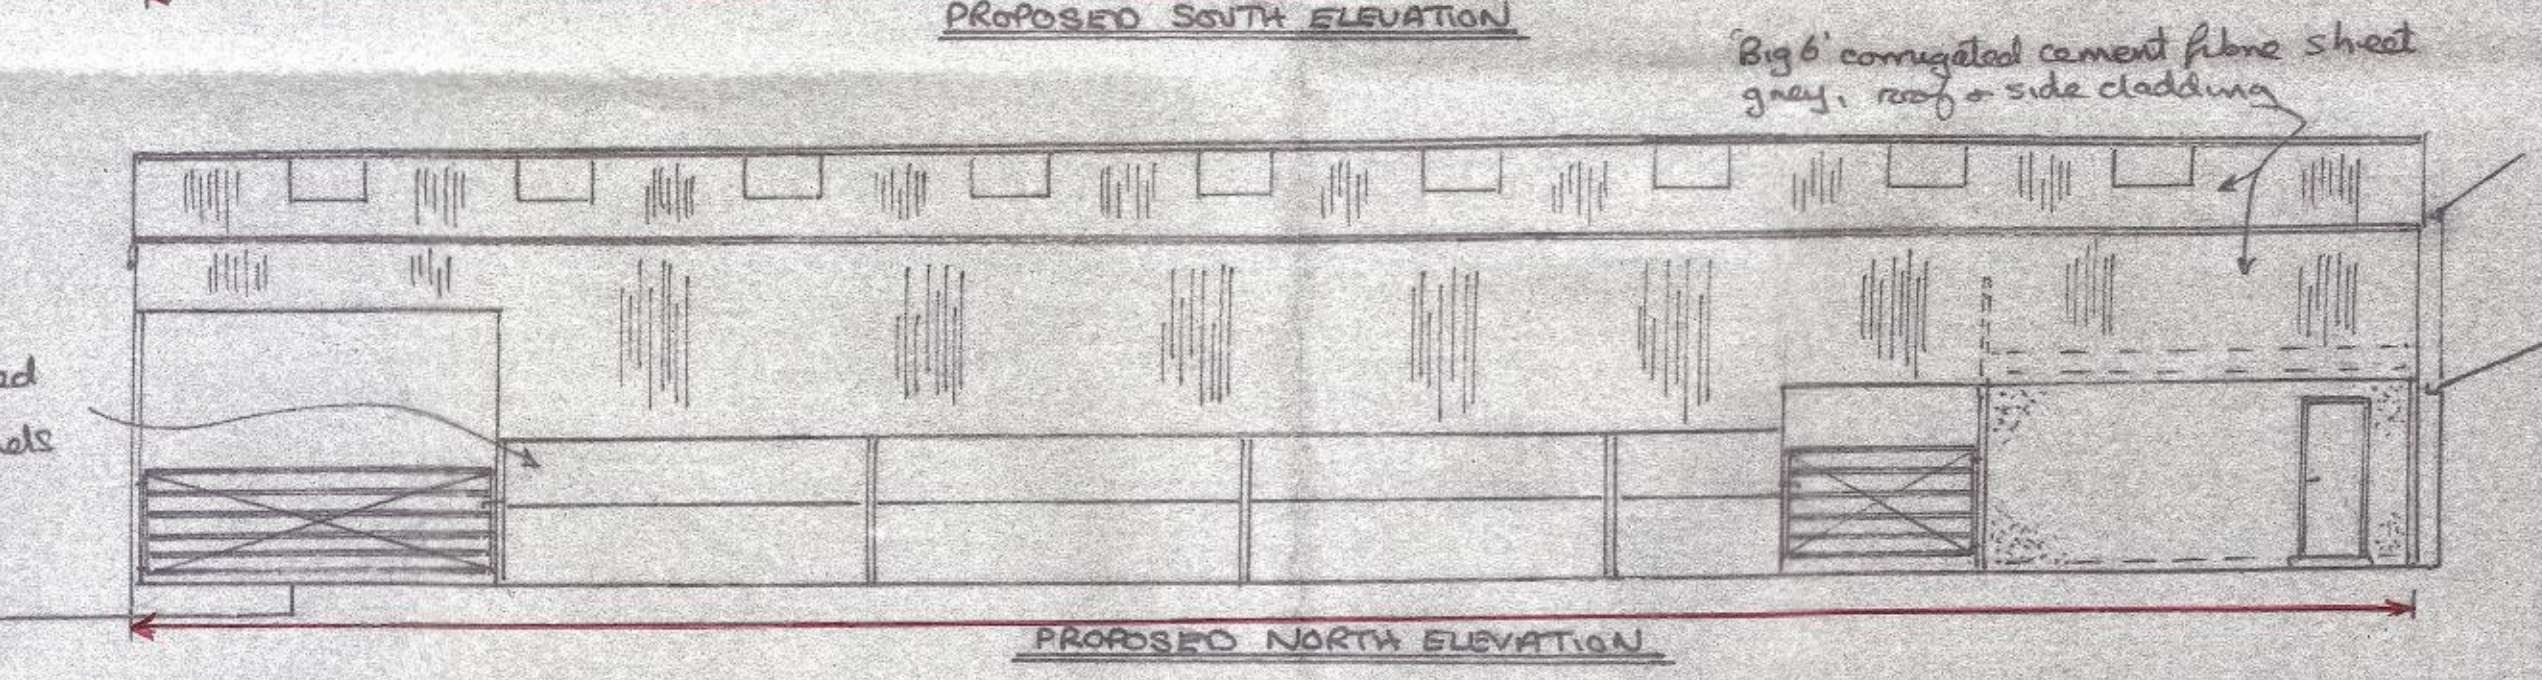 PROPOSED SOUTH ELEVATION
'Big 6' corrugated cement fibre sheet
grey, roof + side cladding
PROPOSED NORTH ELEVATION